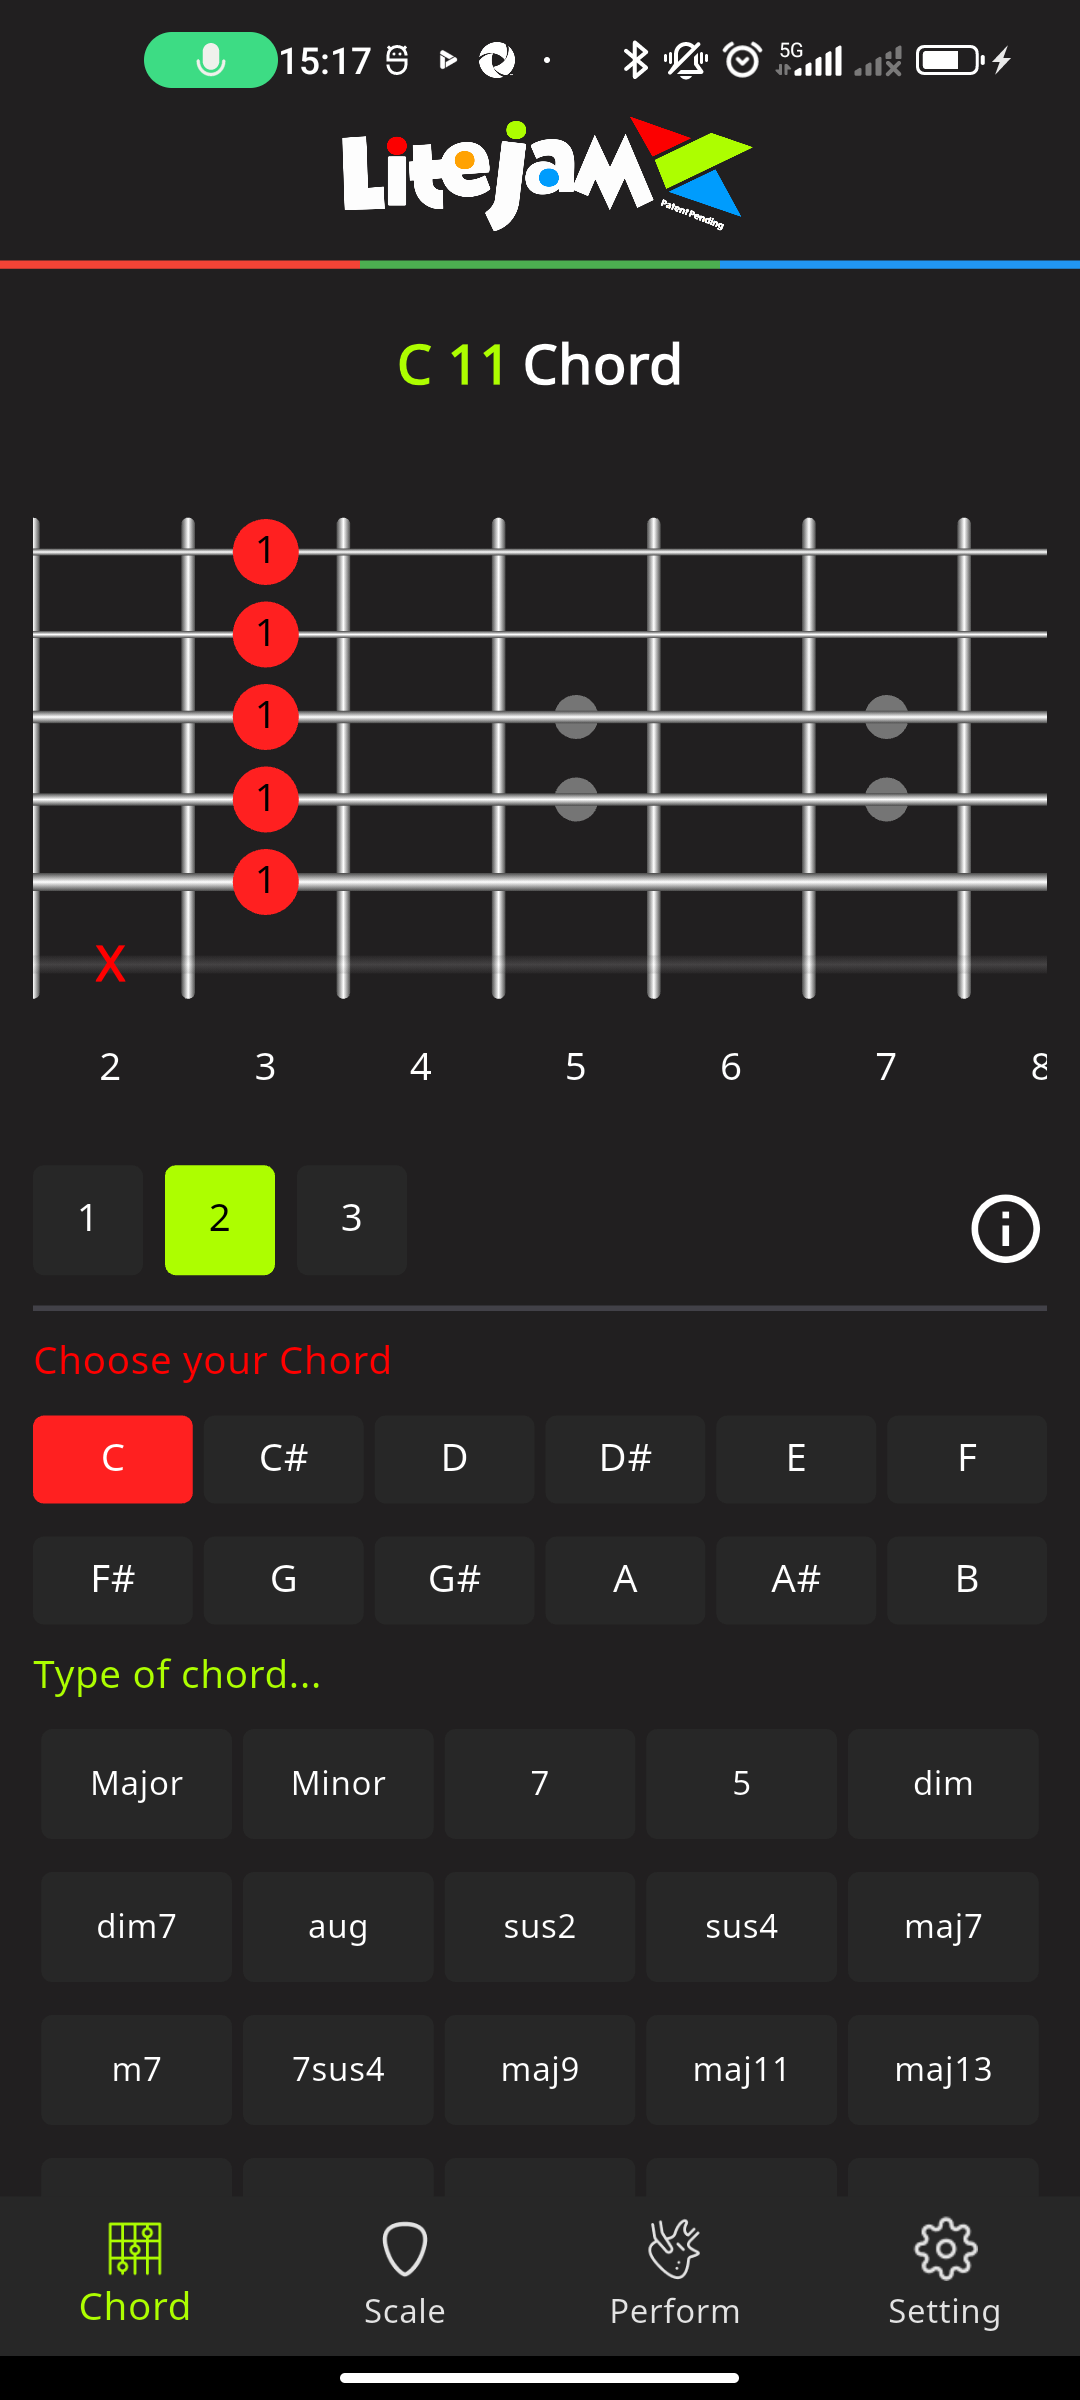 15:17 5G
Litejam
Patent Pending
C 11 Chord
1
1
1
1
1
X
2 3 4 5 6 7 8
1 2 3
Choose your Chord
C C# D D# E F
F# G G# A A# B
Type of chord...
Major Minor 7 5 dim
dim7 aug sus2 sus4 maj7
m7 7sus4 maj9 maj11 maj13
Chord Scale Perform Setting